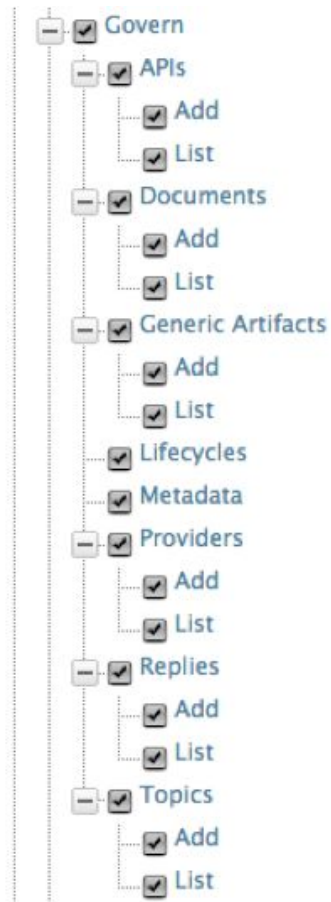 Govern
APIs
Add
List
Documents
Add
List
Generic Artifacts
Add
List
Lifecycles
Metadata
Providers
Add
List
Replies
Add
List
Topics
Add
List